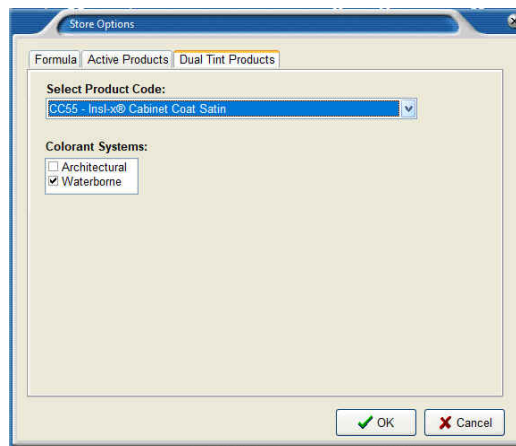 Store Options
Formula Active Products Dual Tint Products
Select Product Code:
CC55 - Insl-x® Cabinet Coat Satin
Colorant Systems:
Architectural
Waterborne
OK Cancel